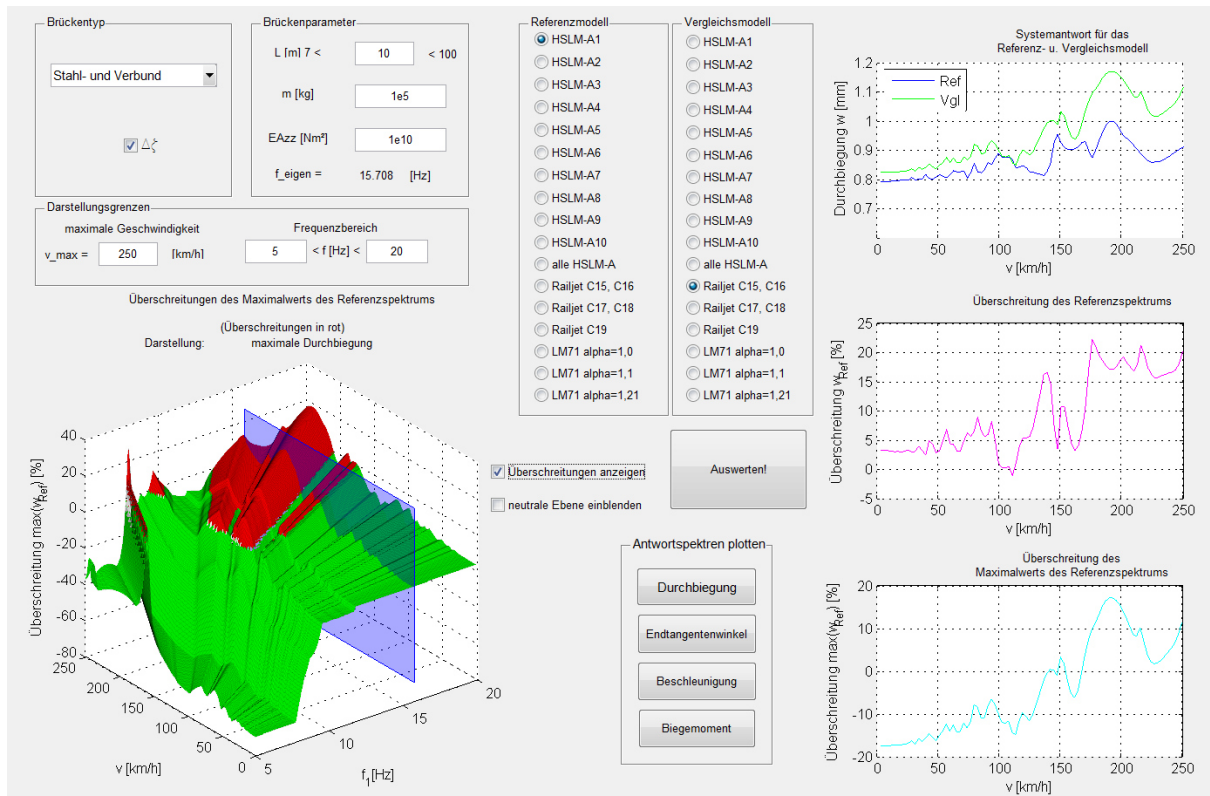 Brückentyp
Stahl- und Verbund
Δζ
Brückenparameter
L [m] 7 < 10 < 100
m [kg] 1e5
EAzz [Nm²] 1e10
f_eigen = 15.708 [Hz]
Darstellungsgrenzen
maximale Geschwindigkeit
v_max = 250 [km/h]
Frequenzbereich
5 < f [Hz] < 20
Überschreitungen des Maximalwerts des Referenzspektrums
(Überschreitungen in rot)
Darstellung: maximale Durchbiegung
Überschreitung max(w_Ref) [%]
40
20
0
-20
-40
-60
-80
250
200
150
100
50
0
v [km/h]
5
10
15
20
f_1[Hz]
Referenzmodell
HSLM-A1
HSLM-A2
HSLM-A3
HSLM-A4
HSLM-A5
HSLM-A6
HSLM-A7
HSLM-A8
HSLM-A9
HSLM-A10
alle HSLM-A
Railjet C15, C16
Railjet C17, C18
Railjet C19
LM71 alpha=1,0
LM71 alpha=1,1
LM71 alpha=1,21
Vergleichsmodell
HSLM-A1
HSLM-A2
HSLM-A3
HSLM-A4
HSLM-A5
HSLM-A6
HSLM-A7
HSLM-A8
HSLM-A9
HSLM-A10
alle HSLM-A
Railjet C15, C16
Railjet C17, C18
Railjet C19
LM71 alpha=1,0
LM71 alpha=1,1
LM71 alpha=1,21
Überschreitungen anzeigen
neutrale Ebene einblenden
Auswerten!
Antwortspektren plotten
Durchbiegung
Endtangentenwinkel
Beschleunigung
Biegemoment
Systemantwort für das
Referenz- u. Vergleichsmodell
Durchbiegung w [mm]
1.2
1.1
1
0.9
0.8
0.7
Ref
Vgl
0 50 100 150 200 250
v [km/h]
Überschreitung des Referenzspektrums
Überschreitung w_Ref [%]
25
20
15
10
5
0
-5
0 50 100 150 200 250
v [km/h]
Überschreitung des
Maximalwerts des Referenzspektrums
Überschreitung max(w_Ref) [%]
20
10
0
-10
-20
0 50 100 150 200 250
v [km/h]